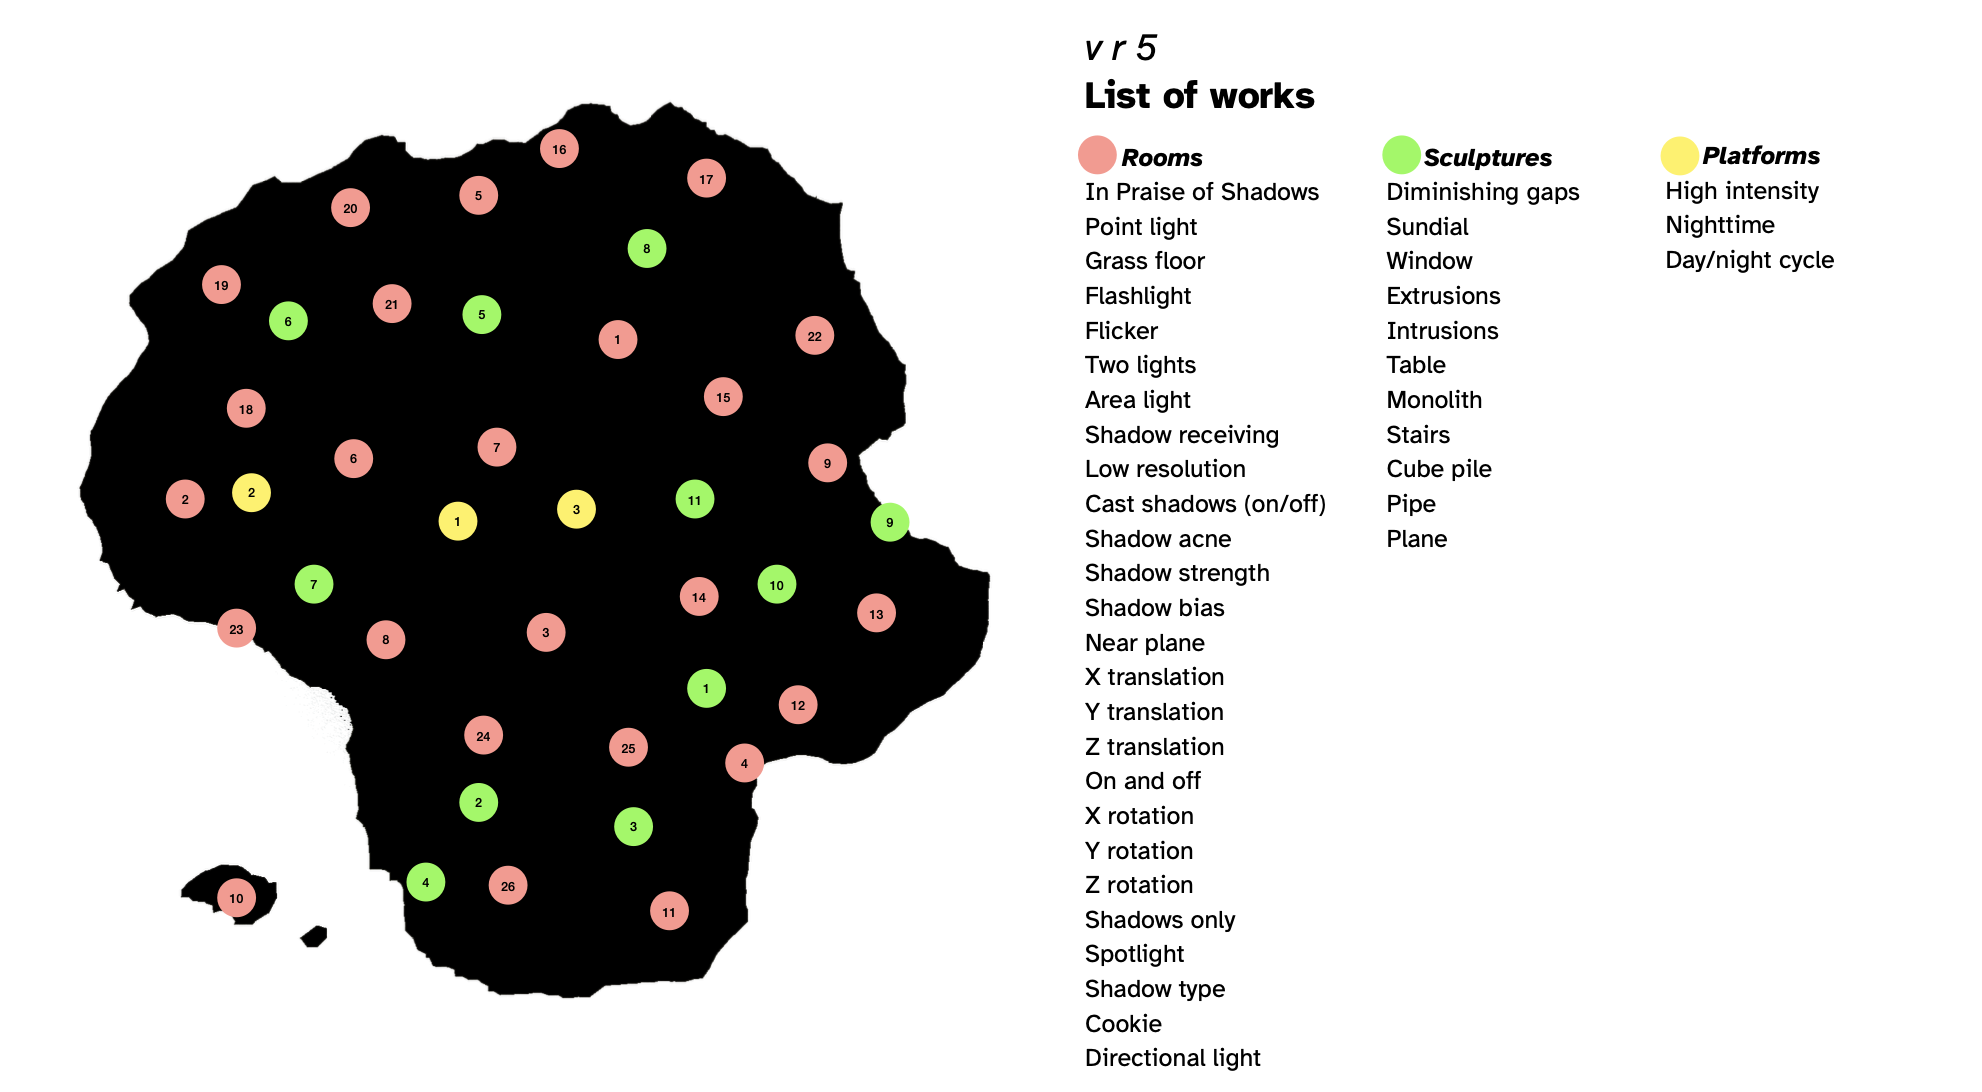 v r 5
List of works
Rooms
In Praise of Shadows
Point light
Grass floor
Flashlight
Flicker
Two lights
Area light
Shadow receiving
Low resolution
Cast shadows (on/off)
Shadow acne
Shadow strength
Shadow bias
Near plane
X translation
Y translation
Z translation
On and off
X rotation
Y rotation
Z rotation
Shadows only
Spotlight
Shadow type
Cookie
Directional light
Sculptures
Diminishing gaps
Sundial
Window
Extrusions
Intrusions
Table
Monolith
Stairs
Cube pile
Pipe
Plane
Platforms
High intensity
Nighttime
Day/night cycle
16
17
5
20
8
19
21
5
6
1
22
15
18
7
6
9
2
2
11
3
1
9
7
10
14
13
23
3
8
1
12
24
25
4
2
3
4
26
10
11